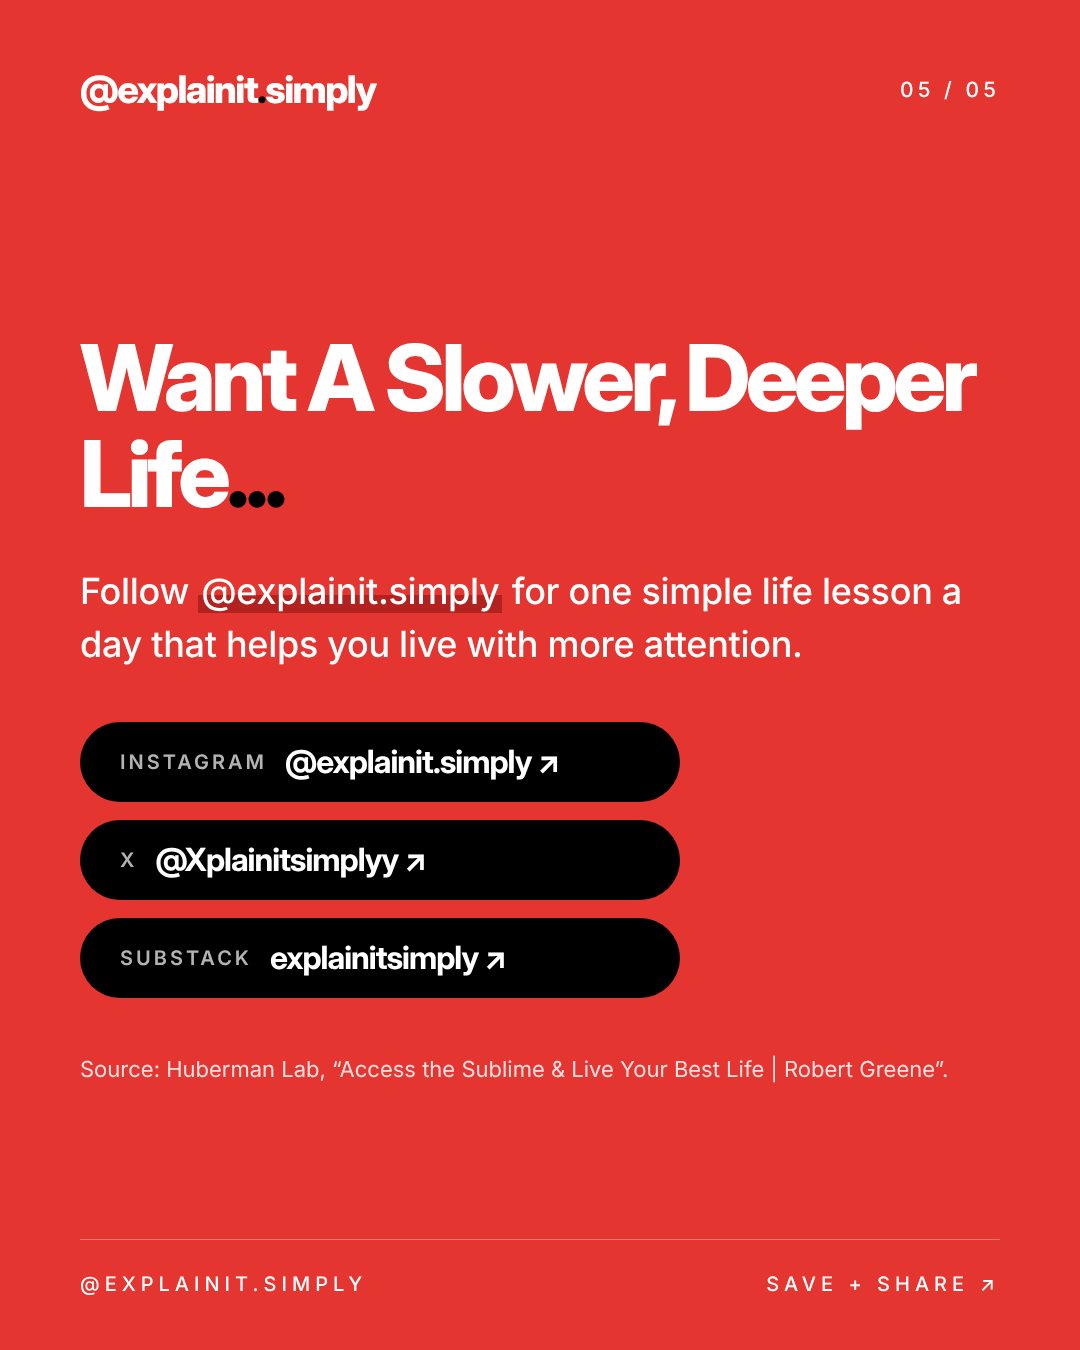 @explainit.simply
05 / 05
Want A Slower, Deeper
Life...
Follow @explainit.simply for one simple life lesson a
day that helps you live with more attention.
INSTAGRAM @explainit.simply ↗
X @Xplainitsimplyy ↗
SUBSTACK explainitsimply ↗
Source: Huberman Lab, “Access the Sublime & Live Your Best Life | Robert Greene”.
@EXPLAINIT.SIMPLY
SAVE + SHARE ↗